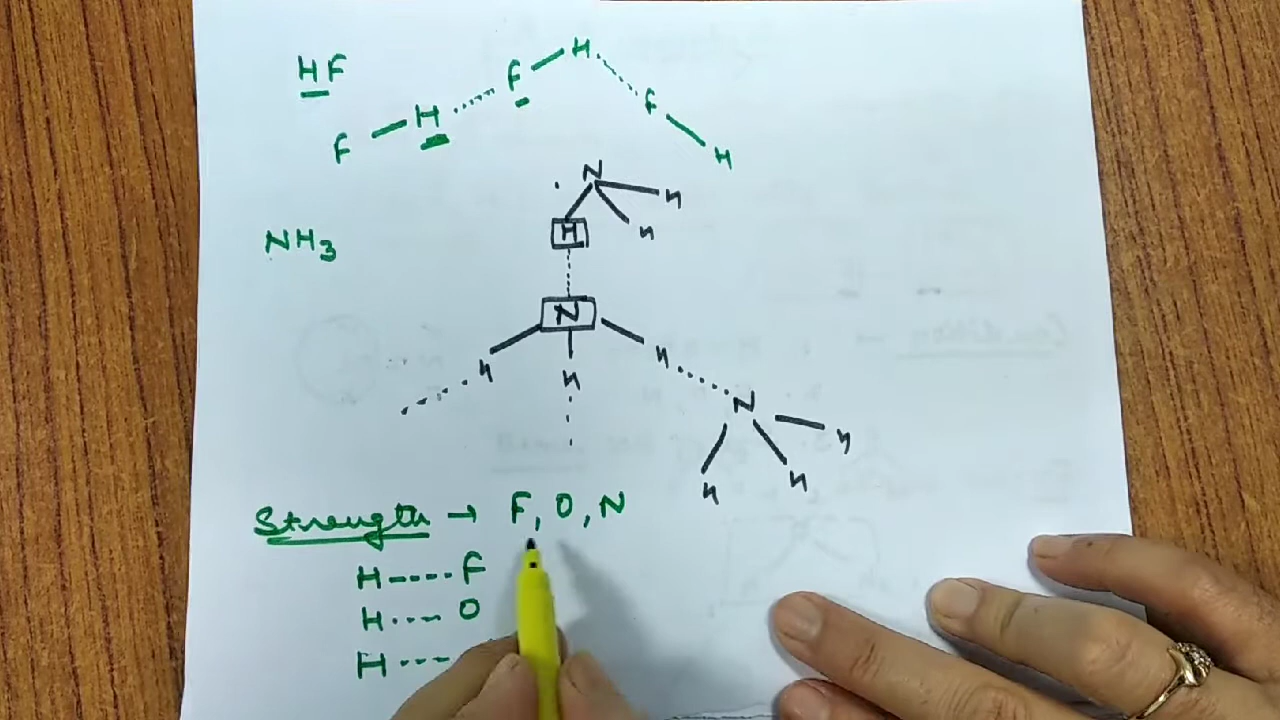 HF
F H F H F H
NH3
N
H H H
N
H H H
N
H H H
Strength → F, O, N
H----F
H----O
H---